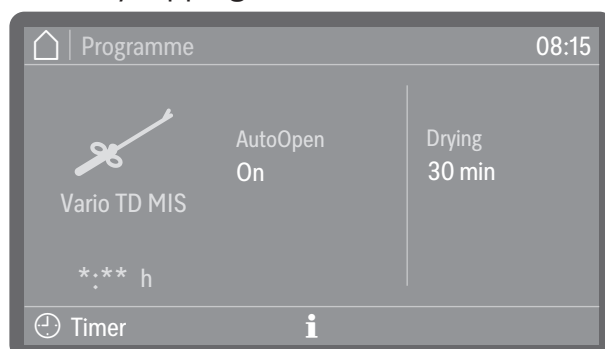 Programme 08:15
AutoOpen
On
Drying
30 min
Vario TD MIS
*:** h
Timer i